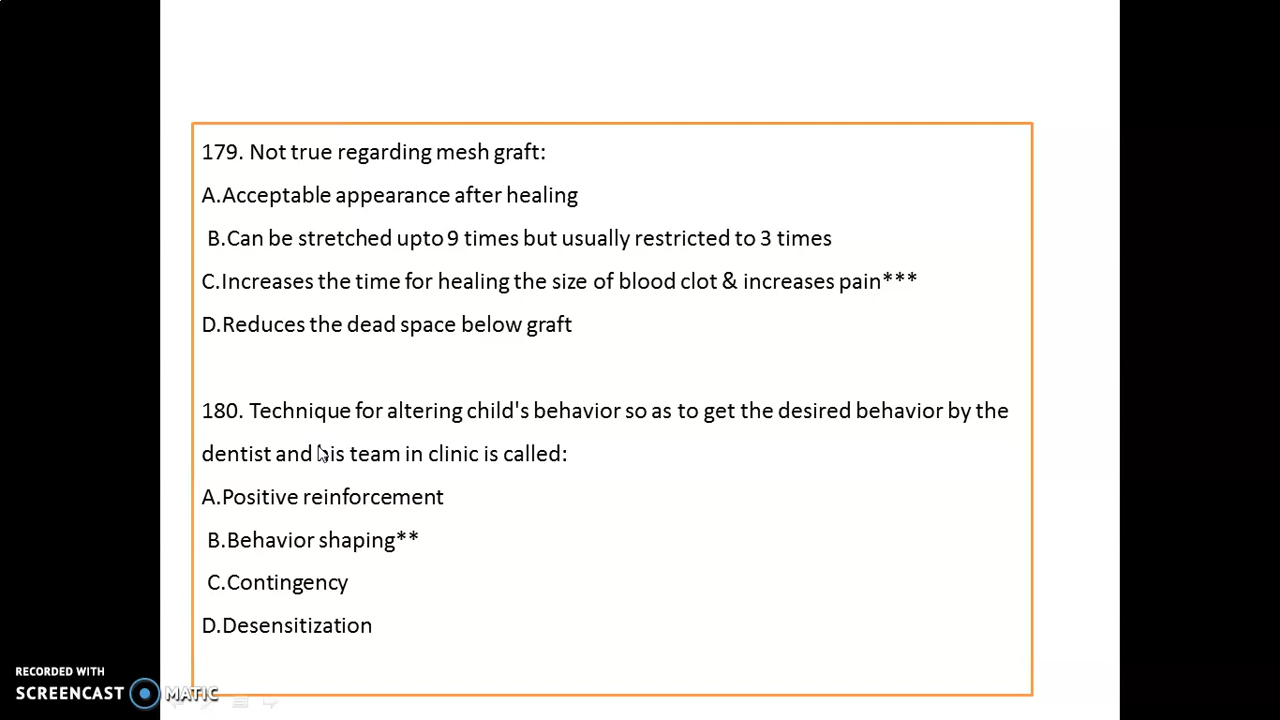 179. Not true regarding mesh graft:
A.Acceptable appearance after healing
B.Can be stretched upto 9 times but usually restricted to 3 times
C.Increases the time for healing the size of blood clot & increases pain***
D.Reduces the dead space below graft
180. Technique for altering child's behavior so as to get the desired behavior by the
dentist and his team in clinic is called:
A.Positive reinforcement
B.Behavior shaping**
C.Contingency
D.Desensitization
RECORDED WITH
SCREENCAST MATIC